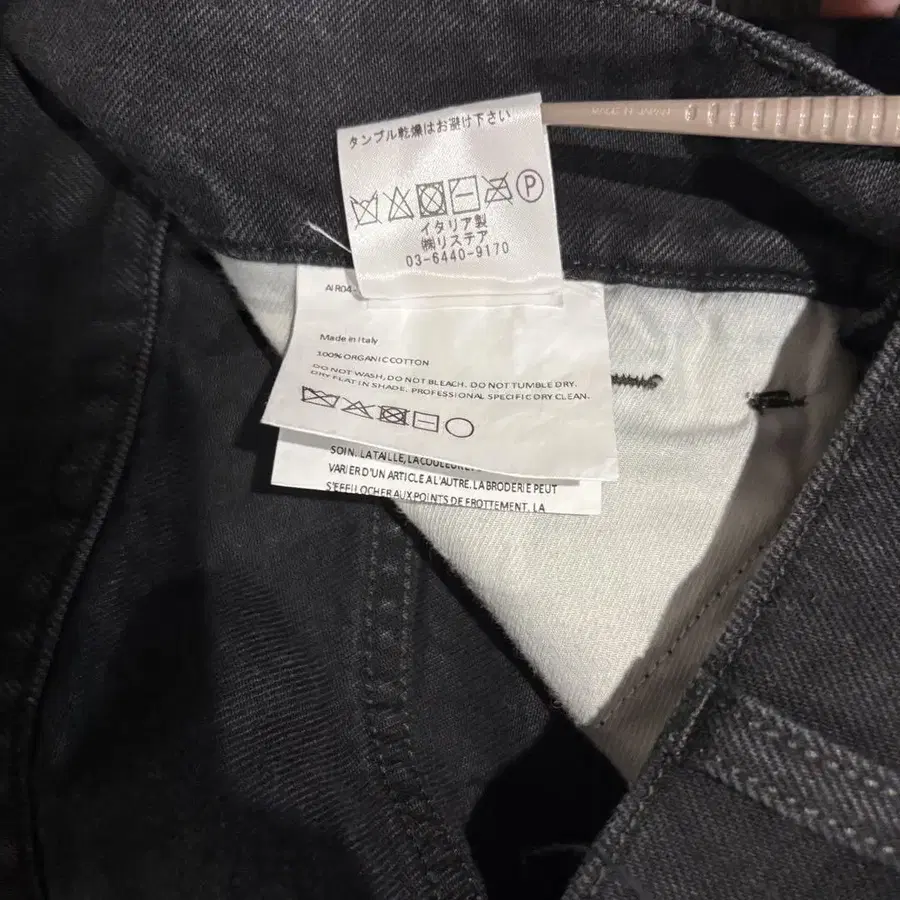 MADE IN JAPAN
タンブル乾燥はお避け下さい
P
イタリア製
㈱リステア
03-6440-9170
AIR04-
Made in Italy
100% ORGANIC COTTON
DO NOT WASH, DO NOT BLEACH. DO NOT TUMBLE DRY.
DRY FLAT IN SHADE. PROFESSIONAL SPECIFIC DRY CLEAN.
SOIN. LA TAILLE, LA COULEUR
VARIER D'UN ARTICLE A L'AUTRE, LA BRODERIE PEUT
S'EFFILOCHER AUX POINTS DE FROTTEMENT. LA